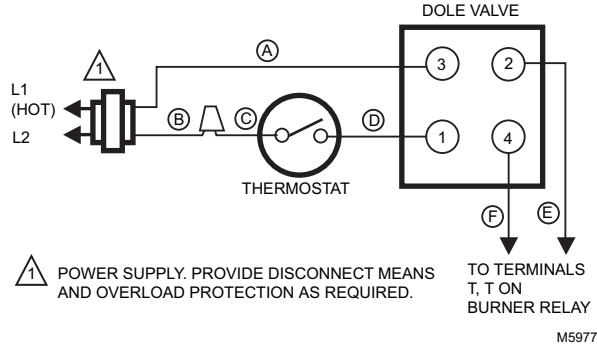 DOLE VALVE
A
1
3
2
L1
(HOT)
B
C
D
1
4
L2
THERMOSTAT
F
E
1
POWER SUPPLY. PROVIDE DISCONNECT MEANS
AND OVERLOAD PROTECTION AS REQUIRED.
TO TERMINALS
T, T ON
BURNER RELAY
M5977